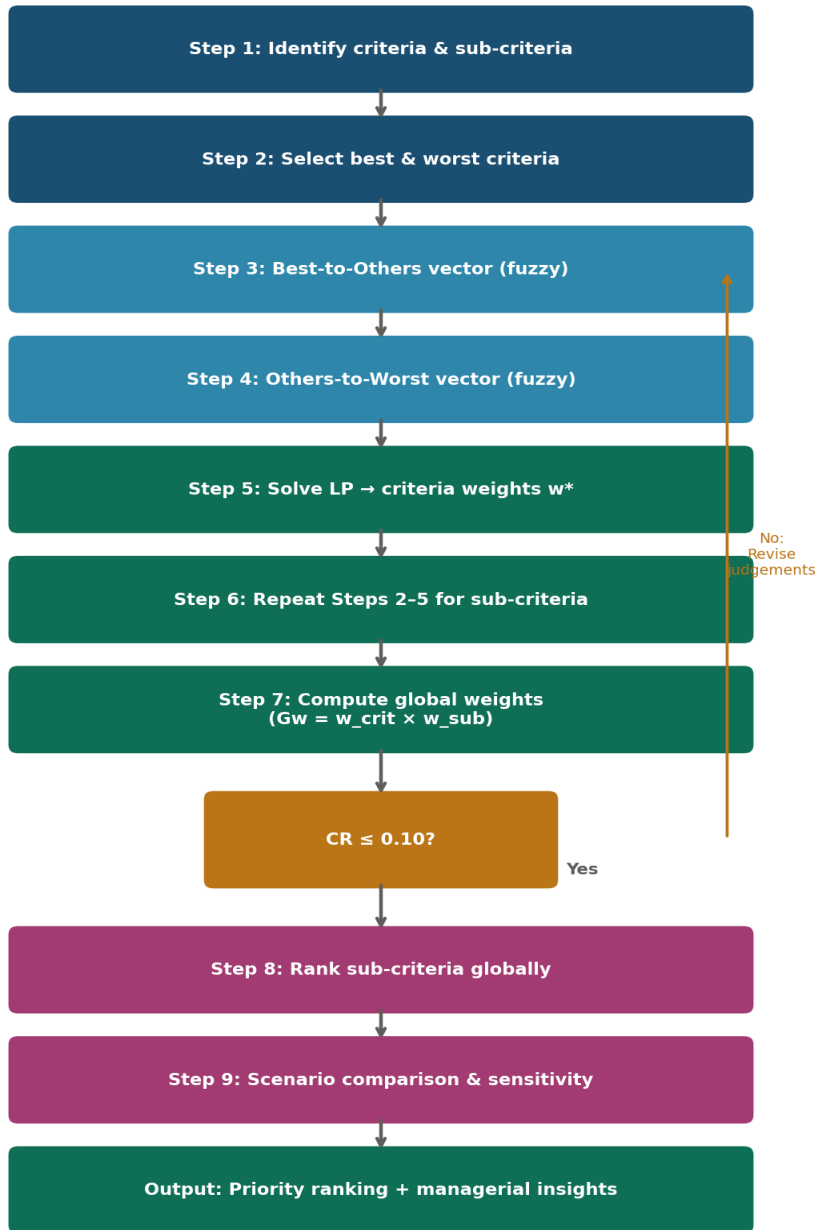 Step 1: Identify criteria & sub-criteria
Step 2: Select best & worst criteria
Step 3: Best-to-Others vector (fuzzy)
Step 4: Others-to-Worst vector (fuzzy)
Step 5: Solve LP → criteria weights w*
No:
Revise
judgements
Step 6: Repeat Steps 2–5 for sub-criteria
Step 7: Compute global weights
(Gw = w_crit × w_sub)
CR ≤ 0.10?
Yes
Step 8: Rank sub-criteria globally
Step 9: Scenario comparison & sensitivity
Output: Priority ranking + managerial insights